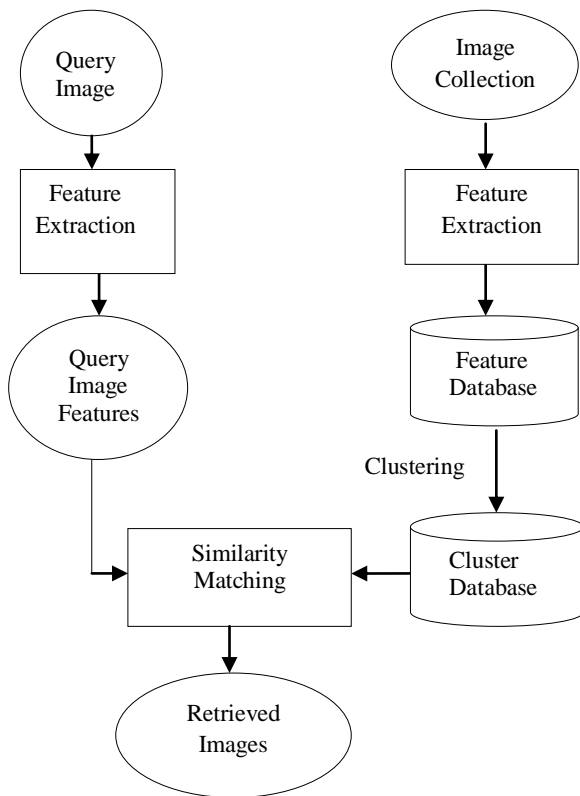 Query
Image
Image
Collection
Feature
Extraction
Feature
Extraction
Query
Image
Features
Feature
Database
Clustering
Similarity
Matching
Cluster
Database
Retrieved
Images